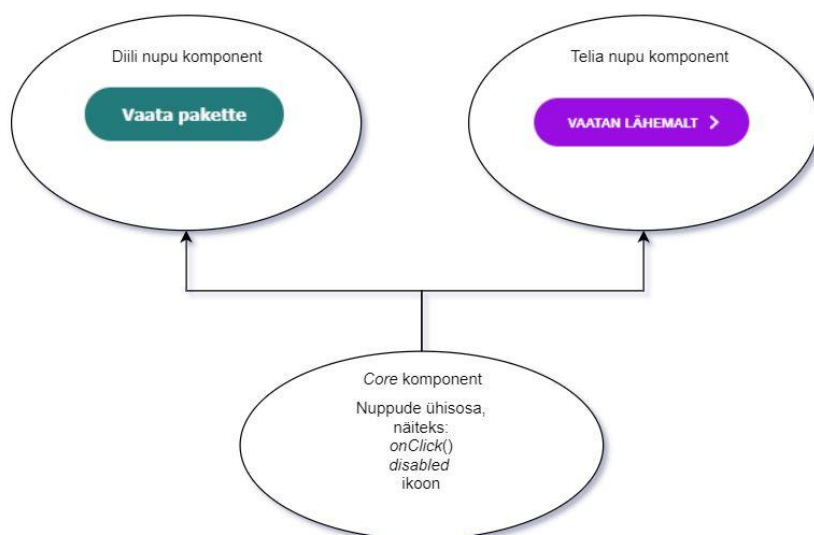 Diili nupu komponent
Vaata pakette
Telia nupu komponent
VAATAN LÄHEMALT
Core komponent
Nuppude ühisosa,
näiteks:
onClick()
disabled
ikoon